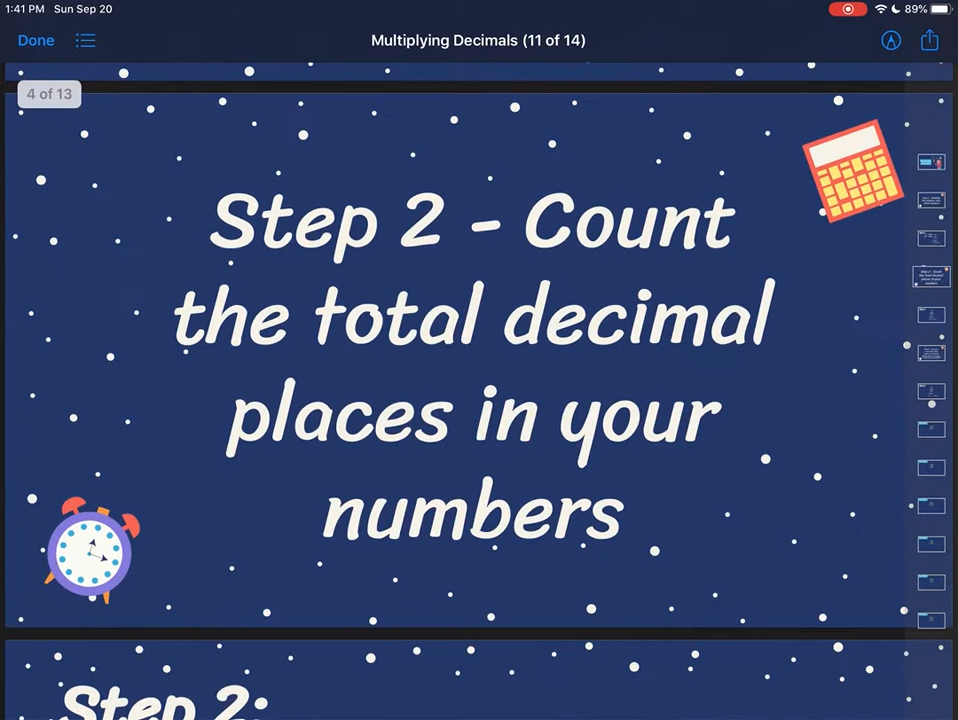 1:41 PM Sun Sep 20
89%
Done
Multiplying Decimals (11 of 14)
4 of 13
Step 2 - Count
the total decimal
places in your
numbers
Step 2: